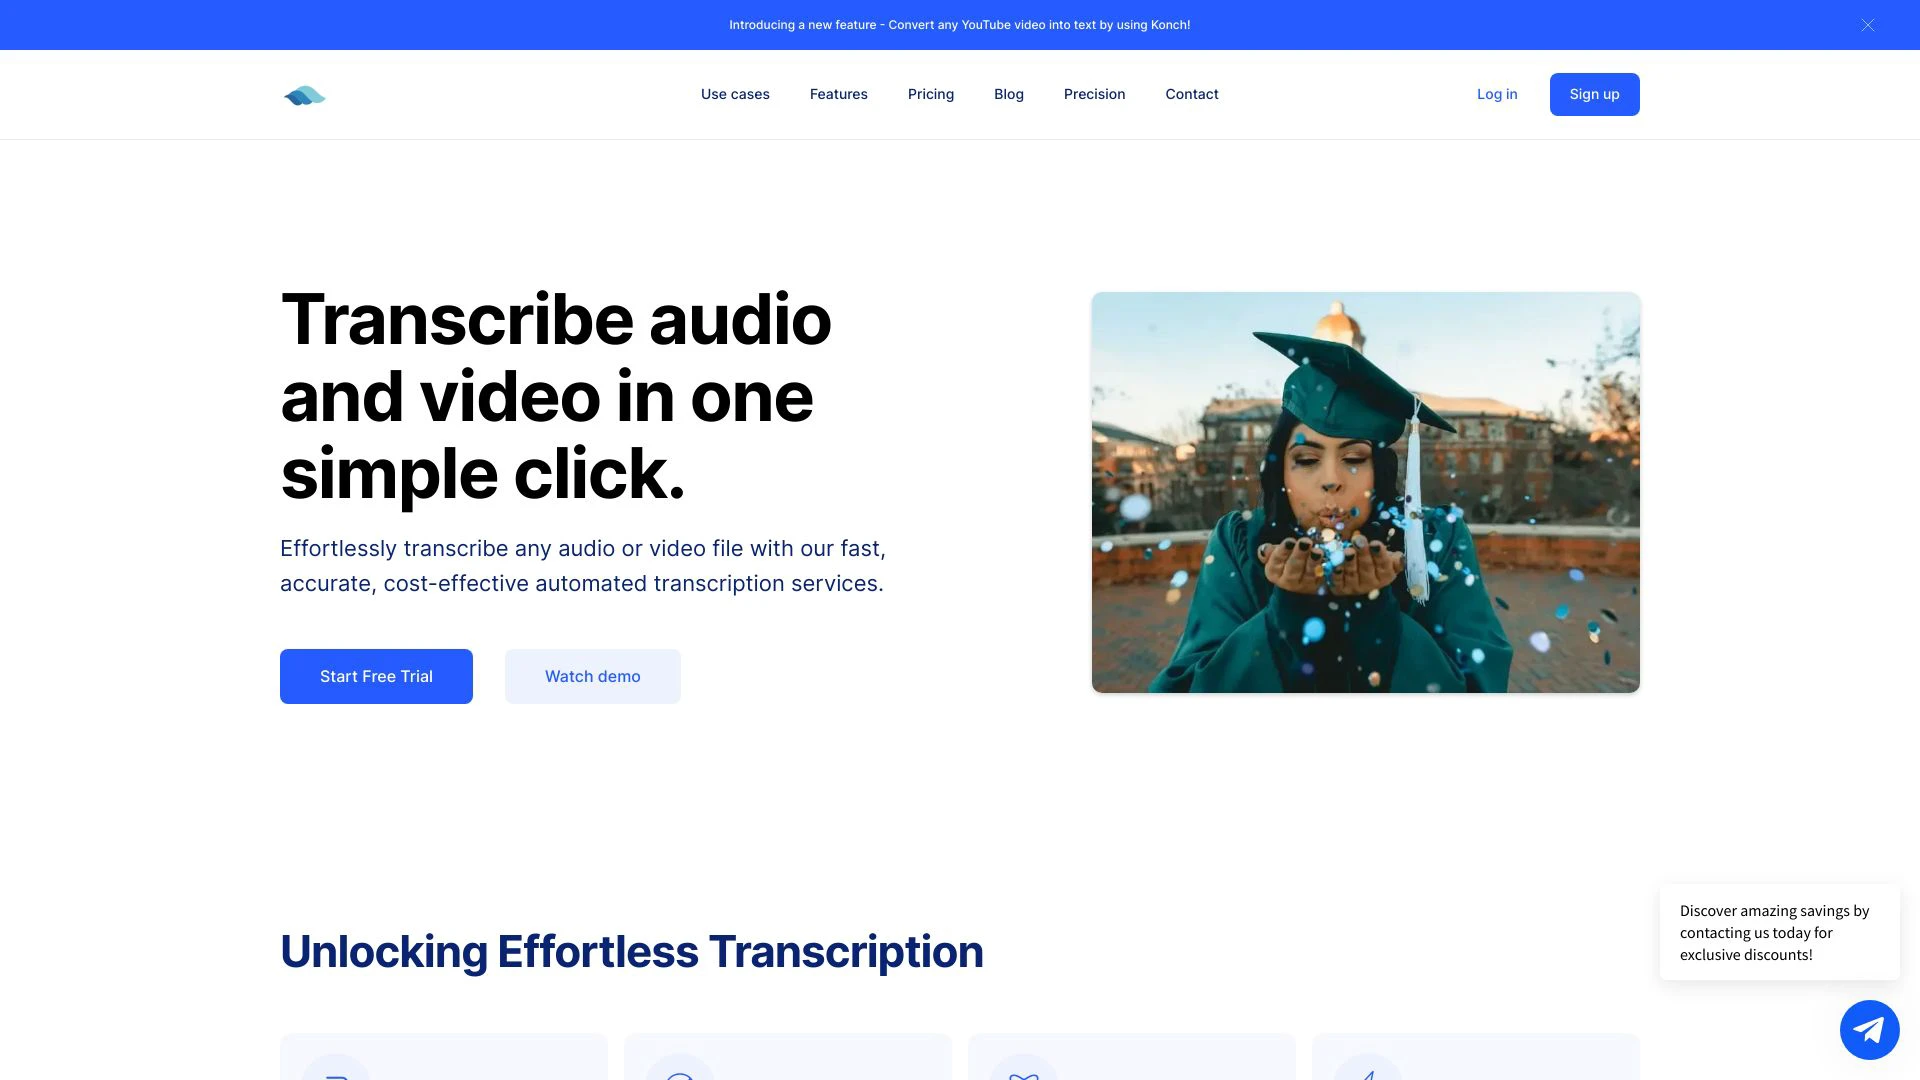 Introducing a new feature - Convert any YouTube video into text by using Konch!
Use cases
Features
Pricing
Blog
Precision
Contact
Log in
Sign up
Transcribe audio
and video in one
simple click.
Effortlessly transcribe any audio or video file with our fast,
accurate, cost-effective automated transcription services.
Start Free Trial
Watch demo
Unlocking Effortless Transcription
Discover amazing savings by
contacting us today for
exclusive discounts!